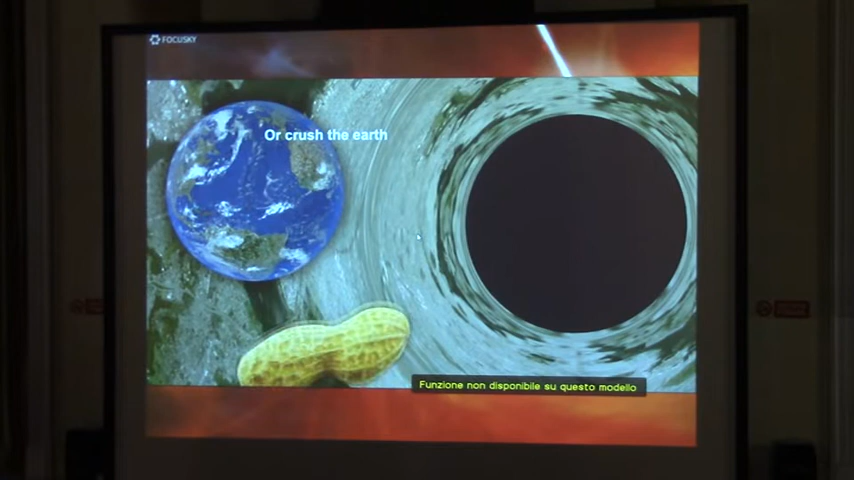 FOCUSKY
Or crush the earth
Funzione non disponibile su questo modello